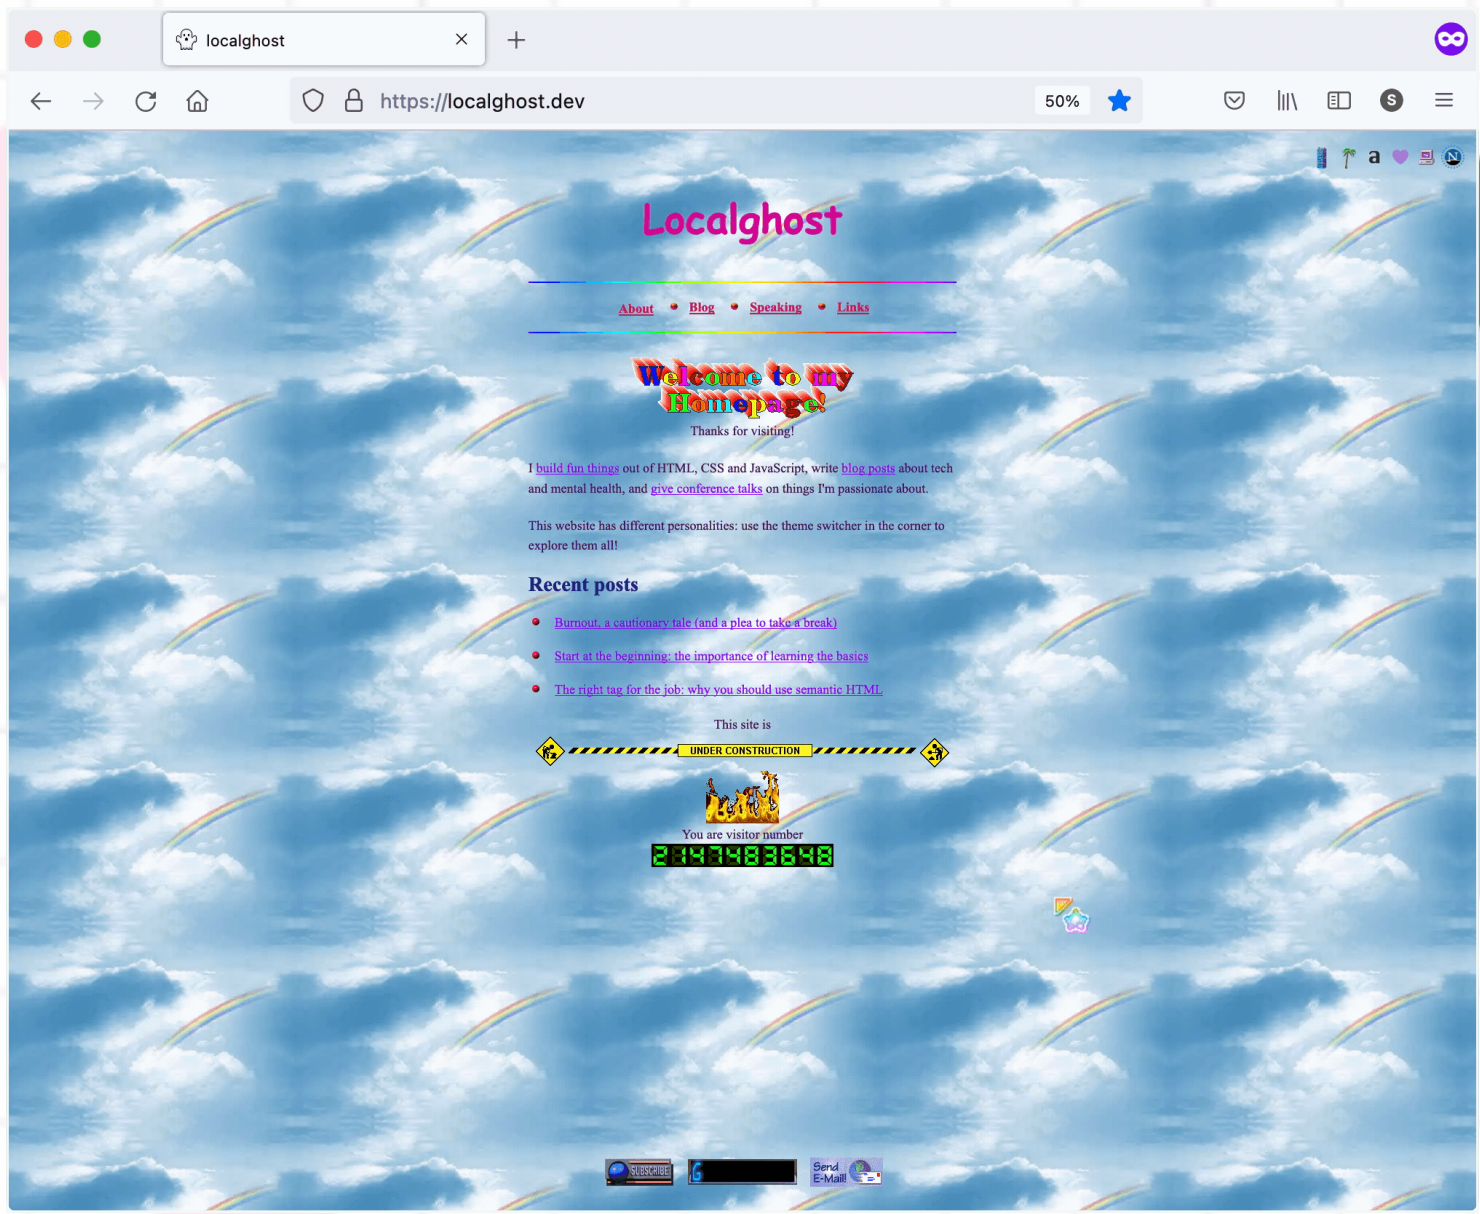 localghost
https://localghost.dev
50%
S
a
N
Localghost
About Blog Speaking Links
Welcome to my
Homepage!
Thanks for visiting!
I build fun things out of HTML, CSS and JavaScript, write blog posts about tech
and mental health, and give conference talks on things I'm passionate about.
This website has different personalities: use the theme switcher in the corner to
explore them all!
Recent posts
Burnout, a cautionary tale (and a plea to take a break)
Start at the beginning: the importance of learning the basics
The right tag for the job: why you should use semantic HTML
This site is
UNDER CONSTRUCTION
You are visitor number
2147483648
SUBSCRIBE
G
Send
E-Mail!